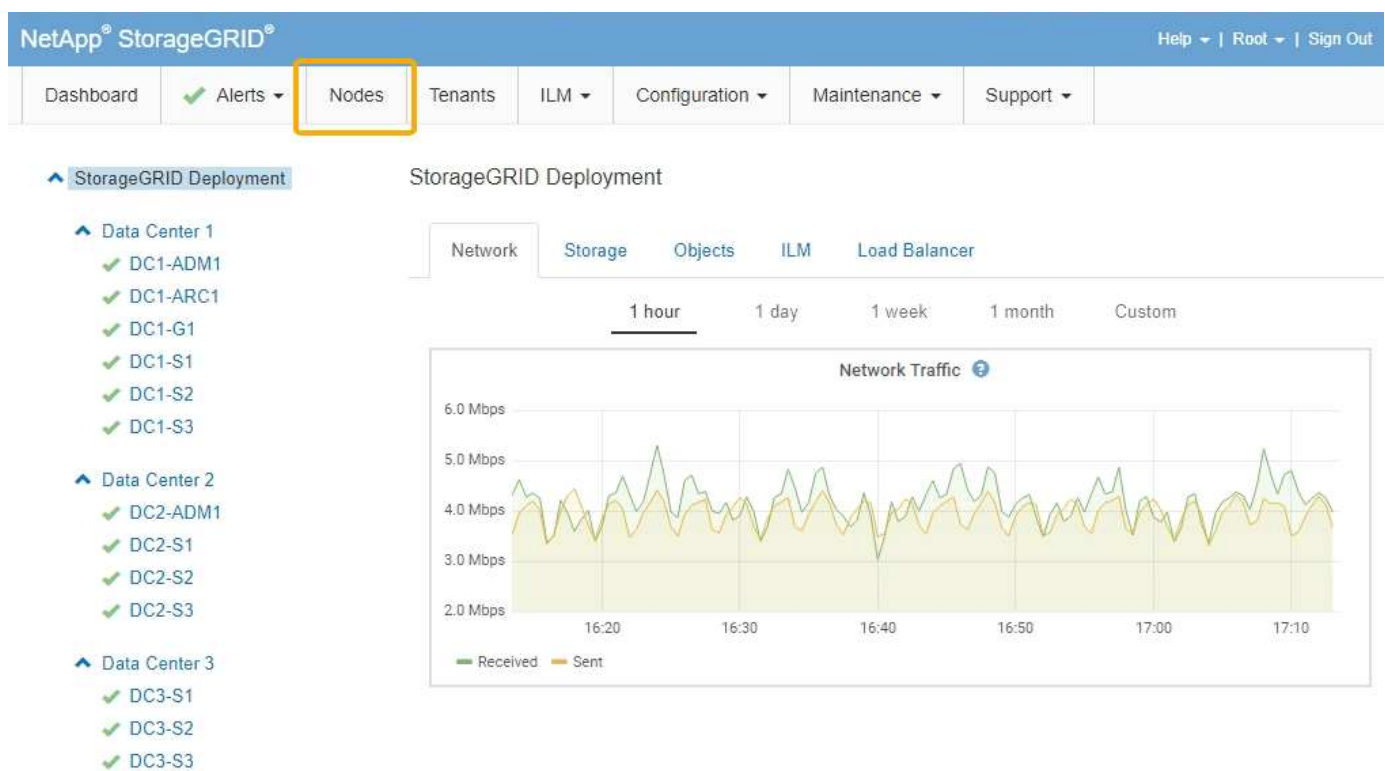 NetApp® StorageGRID®
Help | Root | Sign Out
Dashboard Alerts Nodes Tenants ILM Configuration Maintenance Support
StorageGRID Deployment
Data Center 1
DC1-ADM1
DC1-ARC1
DC1-G1
DC1-S1
DC1-S2
DC1-S3
Data Center 2
DC2-ADM1
DC2-S1
DC2-S2
DC2-S3
Data Center 3
DC3-S1
DC3-S2
DC3-S3
StorageGRID Deployment
Network Storage Objects ILM Load Balancer
1 hour 1 day 1 week 1 month Custom
Network Traffic ?
6.0 Mbps
5.0 Mbps
4.0 Mbps
3.0 Mbps
2.0 Mbps
16:20 16:30 16:40 16:50 17:00 17:10
Received Sent